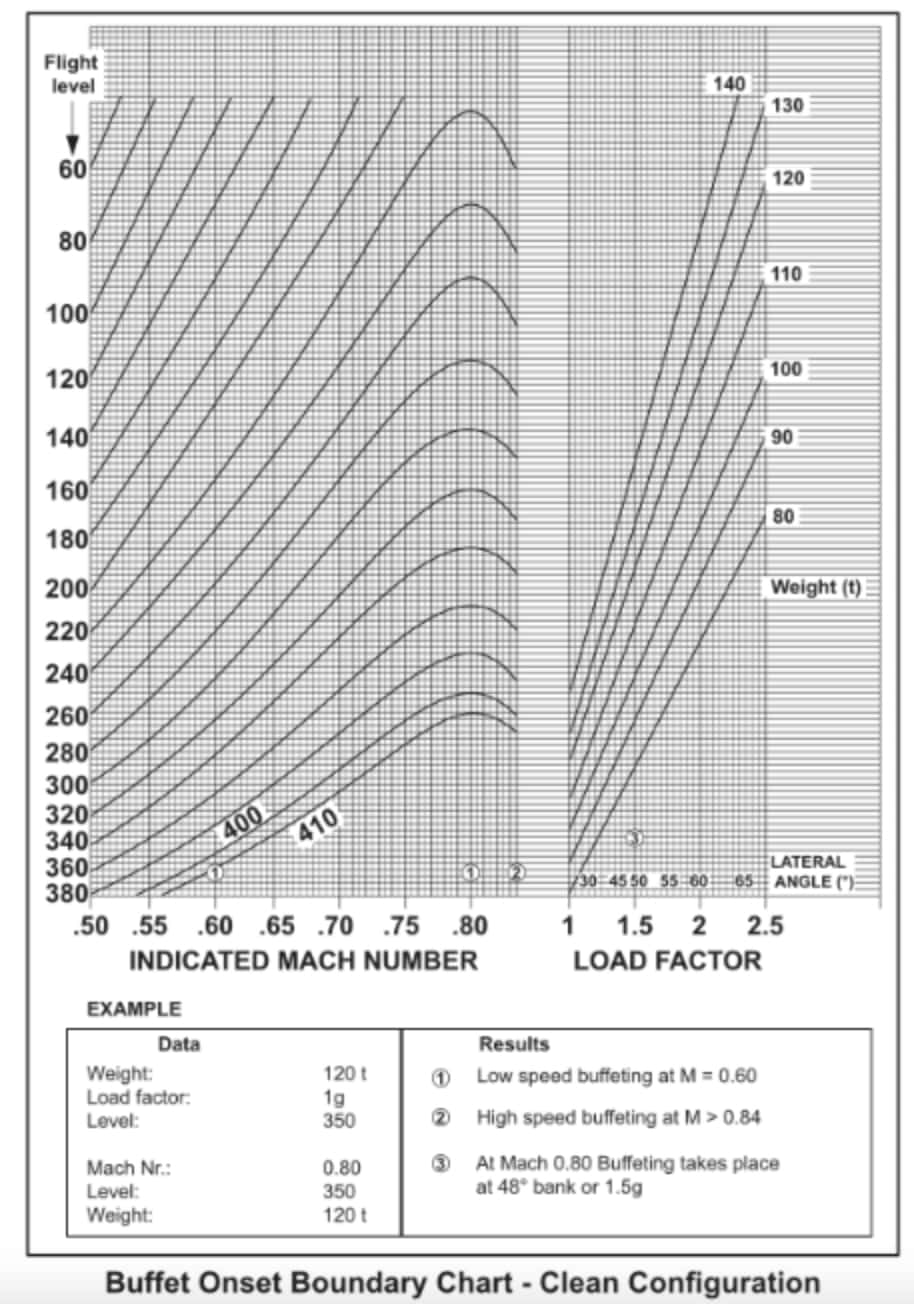 Flight
level
60
80
100
120
140
160
180
200
220
240
260
280
300
320
340
360
380
400
410
①
①
②
.50 .55 .60 .65 .70 .75 .80
INDICATED MACH NUMBER
140
130
120
110
100
90
80
Weight (t)
③
LATERAL
30 45 50 55 60 65 ANGLE (°)
1 1.5 2 2.5
LOAD FACTOR
EXAMPLE
Data
Weight: 120 t
Load factor: 1g
Level: 350
Mach Nr.: 0.80
Level: 350
Weight: 120 t
Results
① Low speed buffeting at M = 0.60
② High speed buffeting at M > 0.84
③ At Mach 0.80 Buffeting takes place
at 48° bank or 1.5g
Buffet Onset Boundary Chart - Clean Configuration